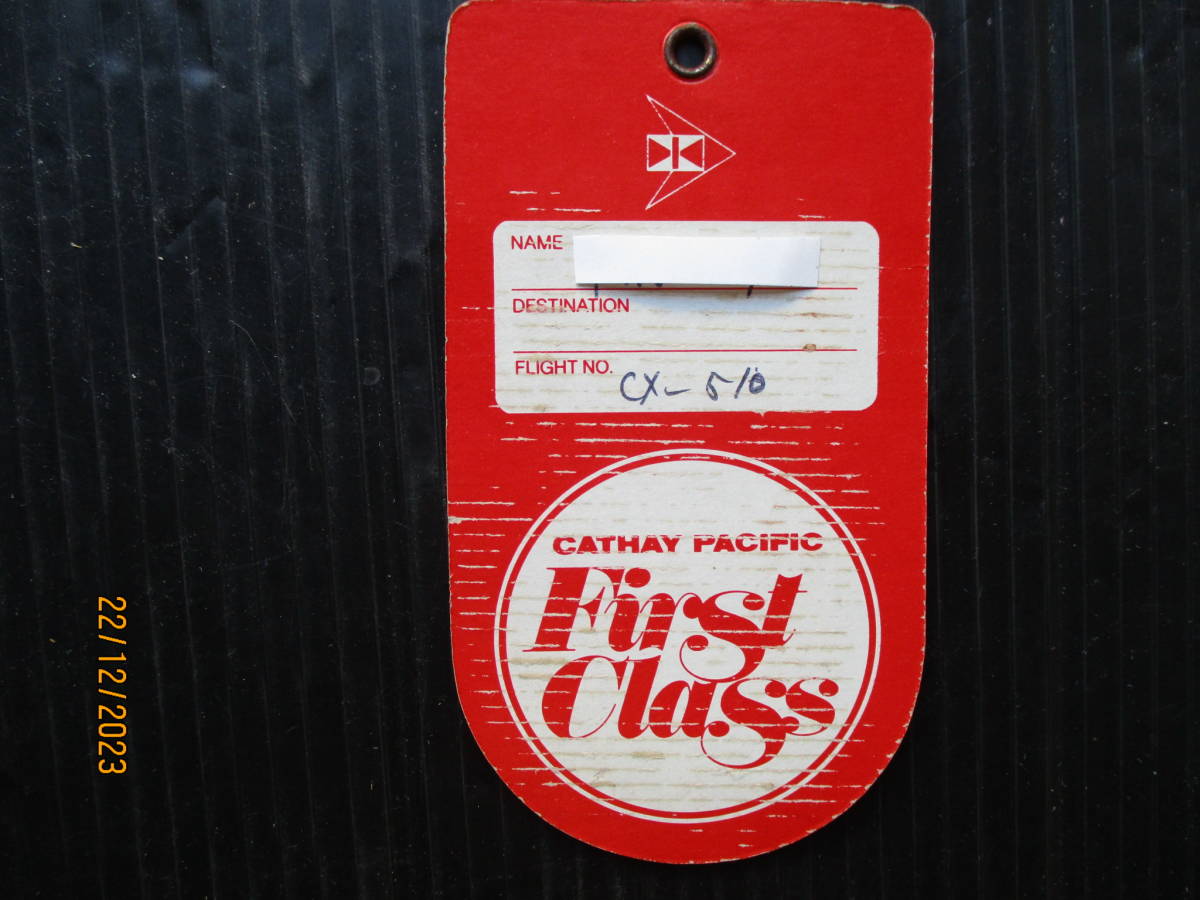 NAME
DESTINATION
FLIGHT NO. CX- 510
CATHAY PACIFIC
First
Class
22/12/2023